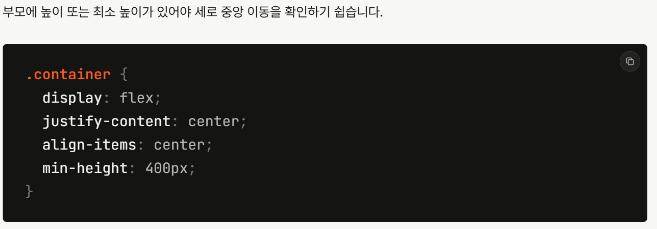 부모에 높이 또는 최소 높이가 있어야 세로 중앙 이동을 확인하기 쉽습니다.
.container {
  display: flex;
  justify-content: center;
  align-items: center;
  min-height: 400px;
}